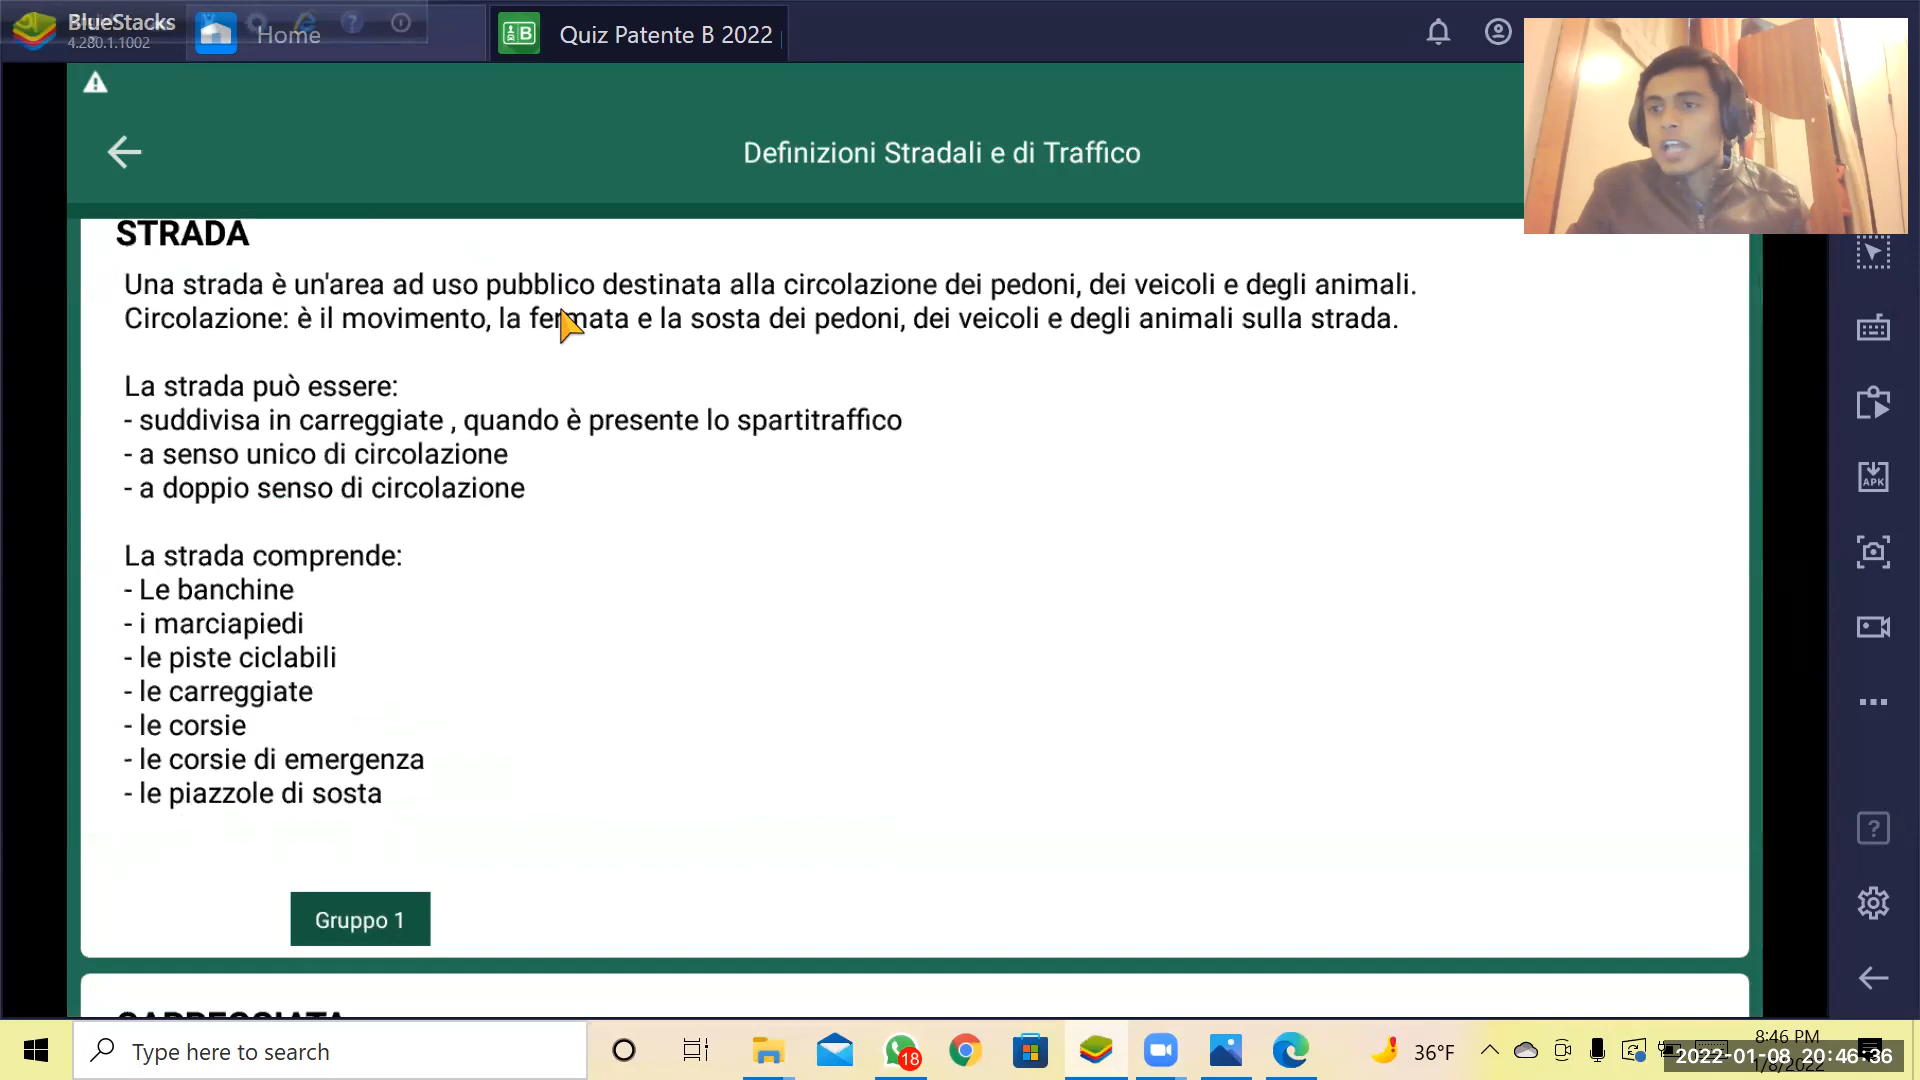 BlueStacks
4.280.1.1002
Home
B
Quiz Patente B 2022
Definizioni Stradali e di Traffico
STRADA
Una strada è un'area ad uso pubblico destinata alla circolazione dei pedoni, dei veicoli e degli animali.
Circolazione: è il movimento, la fermata e la sosta dei pedoni, dei veicoli e degli animali sulla strada.
La strada può essere:
- suddivisa in carreggiate , quando è presente lo spartitraffico
- a senso unico di circolazione
- a doppio senso di circolazione
La strada comprende:
- Le banchine
- i marciapiedi
- le piste ciclabili
- le carreggiate
- le corsie
- le corsie di emergenza
- le piazzole di sosta
Gruppo 1
CARREGGIATA
APK
Type here to search
18
36°F
8:46 PM
1/8/2022
2022-01-08 20:46:36